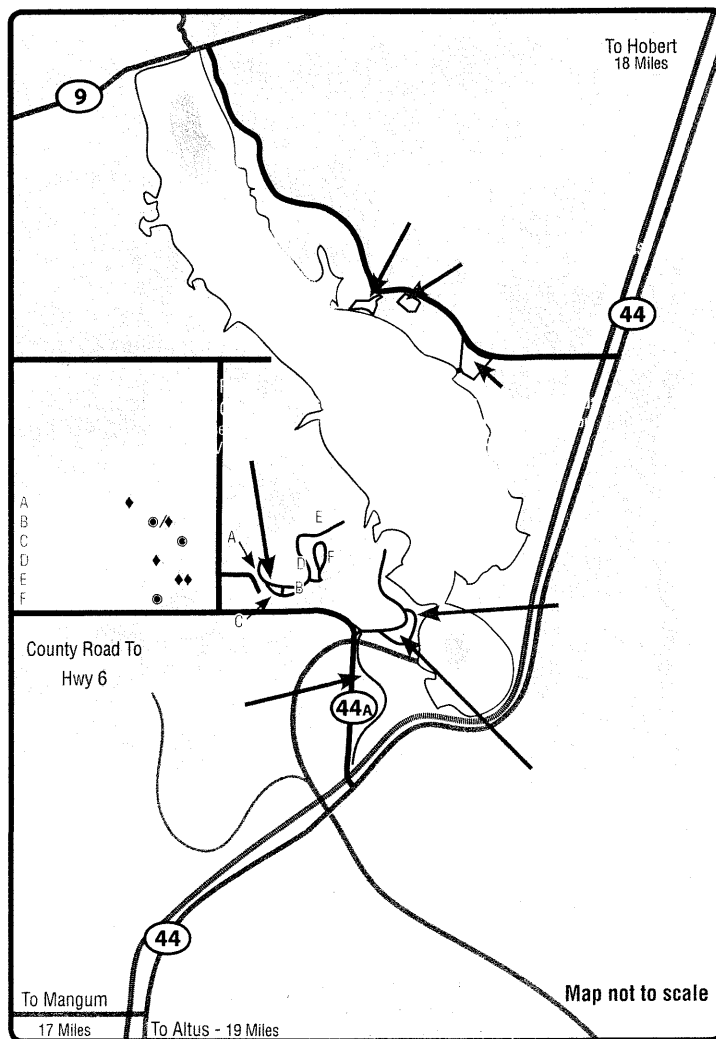 To Hobert
18 Miles
9
44
A ♦
B ◉/♦
C ◉
D ♦
E ♦♦
F ◉
E
A
D
F
B
C
County Road To
Hwy 6
44A
44
To Mangum
17 Miles
To Altus - 19 Miles
Map not to scale